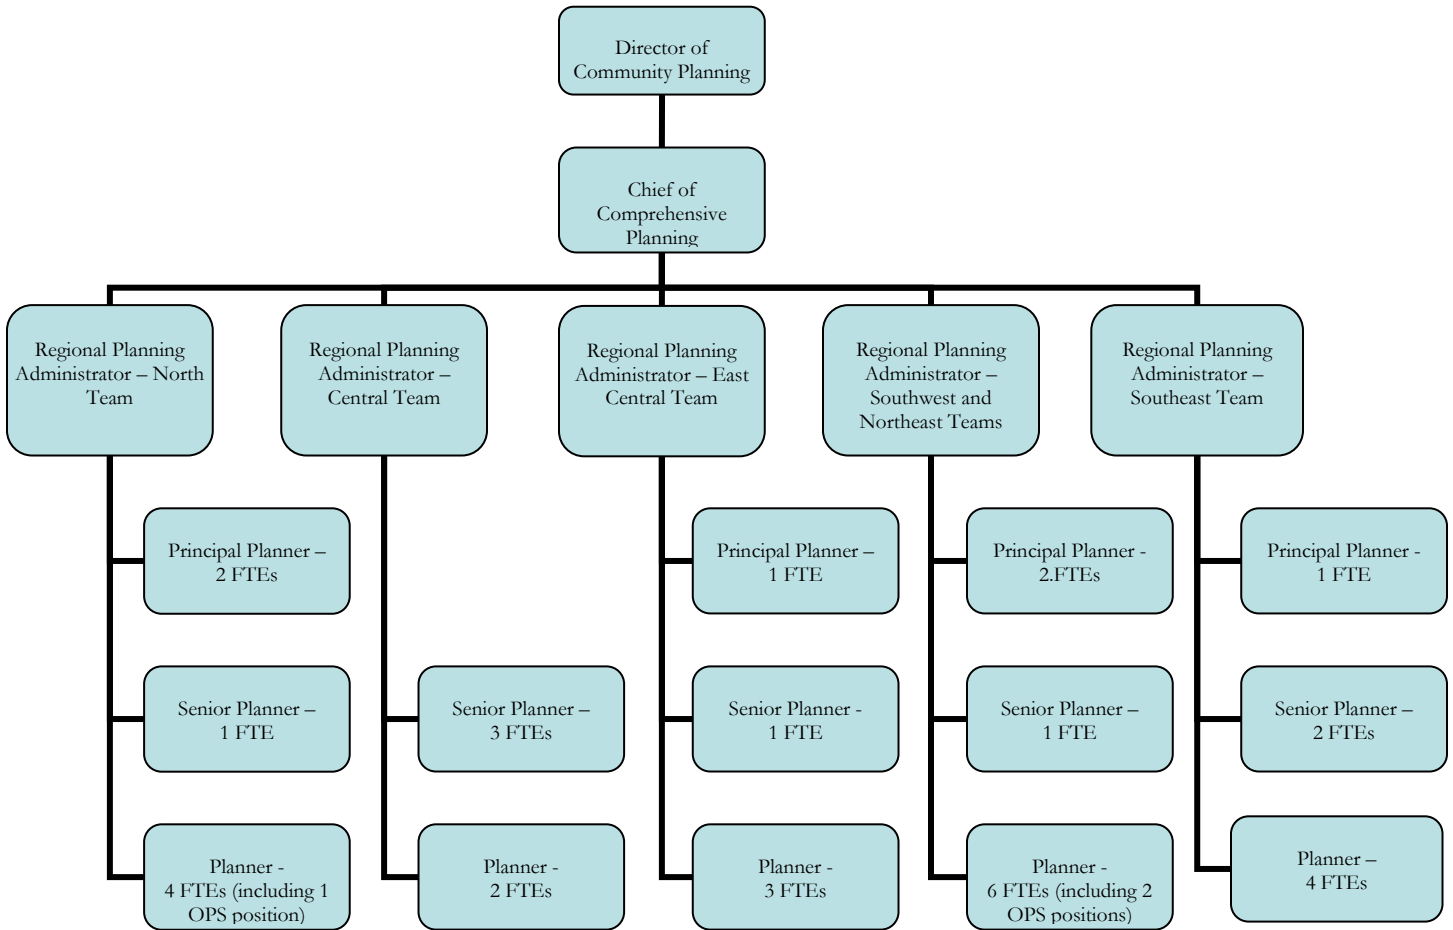 Director of
Community Planning
Chief of
Comprehensive
Planning
Regional Planning
Administrator – North
Team
Regional Planning
Administrator –
Central Team
Regional Planning
Administrator – East
Central Team
Regional Planning
Administrator –
Southwest and
Northeast Teams
Regional Planning
Administrator –
Southeast Team
Principal Planner –
2 FTEs
Principal Planner –
1 FTE
Principal Planner -
2.FTEs
Principal Planner -
1 FTE
Senior Planner –
1 FTE
Senior Planner –
3 FTEs
Senior Planner -
1 FTE
Senior Planner –
1 FTE
Senior Planner –
2 FTEs
Planner -
4 FTEs (including 1
OPS position)
Planner -
2 FTEs
Planner -
3 FTEs
Planner -
6 FTEs (including 2
OPS positions)
Planner –
4 FTEs